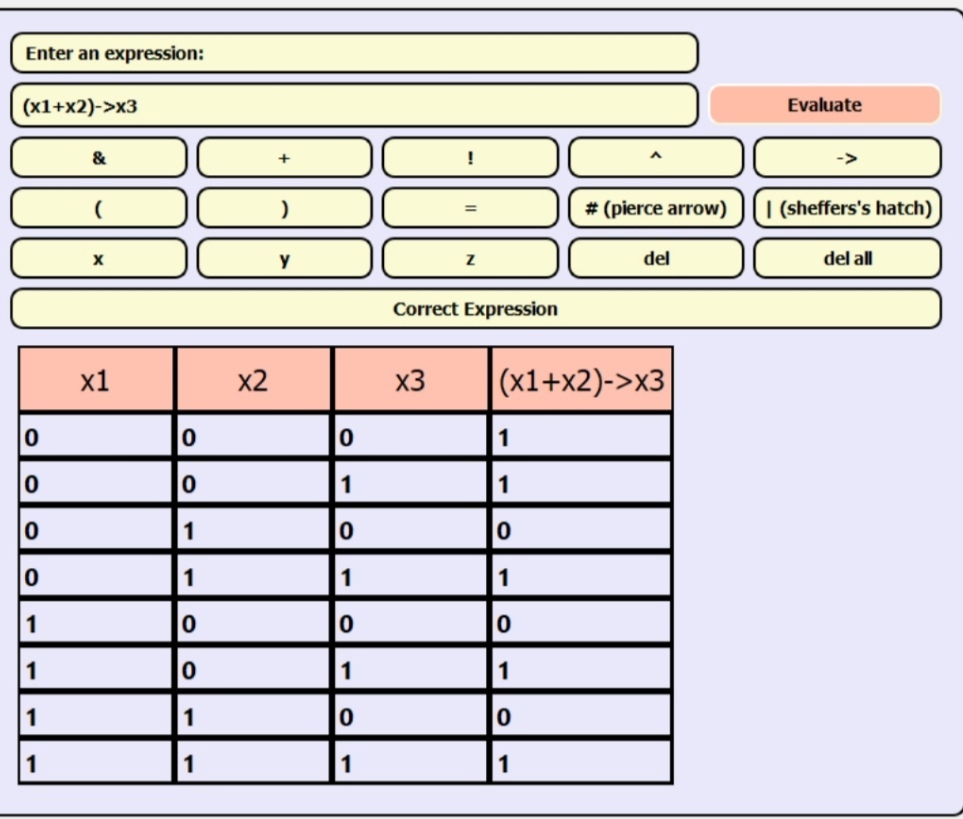 Enter an expression:
(x1+x2)->x3 Evaluate
& + ! ^ ->
( ) = # (pierce arrow) | (sheffers's hatch)
x y z del del all
Correct Expression
x1 x2 x3 (x1+x2)->x3
0 0 0 1
0 0 1 1
0 1 0 0
0 1 1 1
1 0 0 0
1 0 1 1
1 1 0 0
1 1 1 1